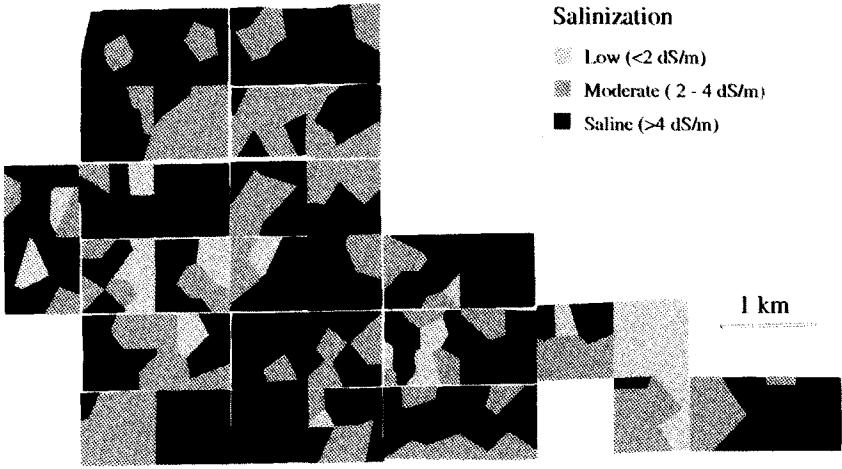 Salinization
Low (<2 dS/m)
Moderate ( 2 - 4 dS/m)
Saline (>4 dS/m)
1 km